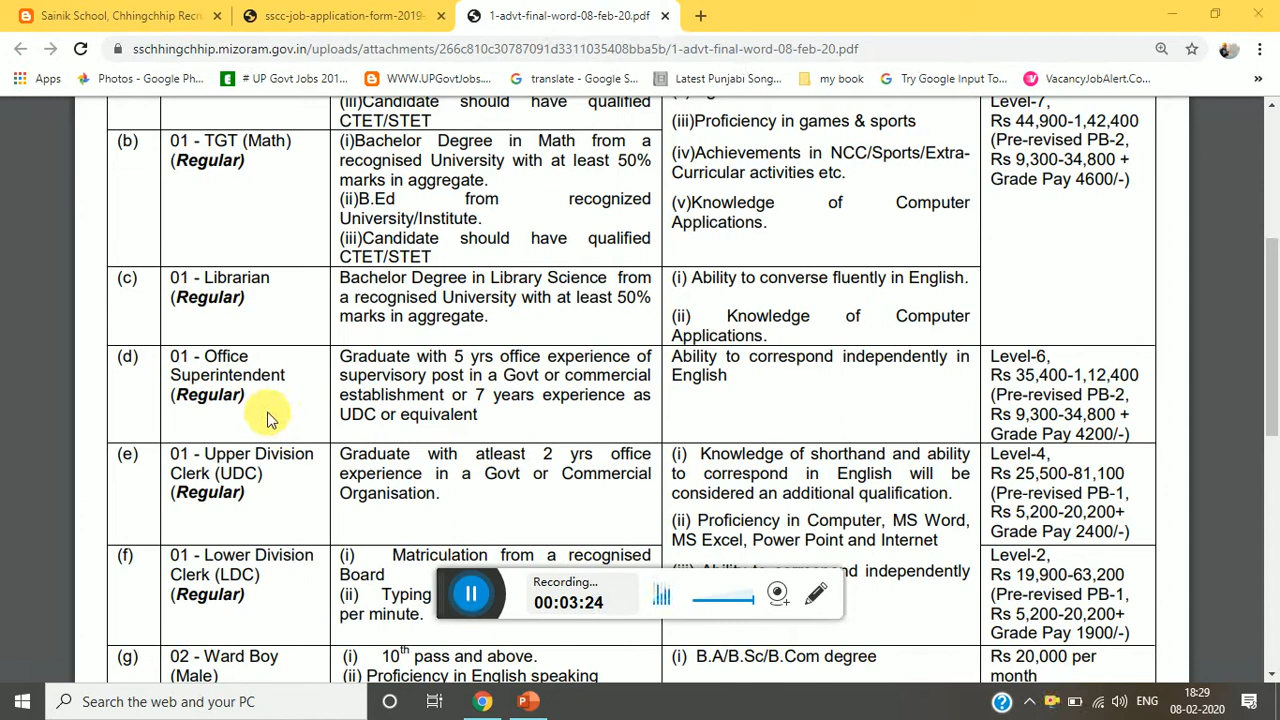 Sainik School, Chhingchhip Recru
sscc-job-application-form-2019-
1-advt-final-word-08-feb-20.pdf
sschhingchhip.mizoram.gov.in/uploads/attachments/266c810c30787091d3311035408bba5b/1-advt-final-word-08-feb-20.pdf
Apps
Photos - Google Ph...
# UP Govt Jobs 201...
WWW.UPGovtJobs....
translate - Google S...
Latest Punjabi Song...
my book
Try Google Input To...
VacancyJobAlert.Co...
»
(iii)Candidate should have qualified
CTET/STET
(iii)Proficiency in games & sports
(iv)Achievements in NCC/Sports/Extra-
Curricular activities etc.
(v)Knowledge of Computer
Applications.
Level-7,
Rs 44,900-1,42,400
(Pre-revised PB-2,
Rs 9,300-34,800 +
Grade Pay 4600/-)
(b)
01 - TGT (Math)
(Regular)
(i)Bachelor Degree in Math from a
recognised University with at least 50%
marks in aggregate.
(ii)B.Ed from recognized
University/Institute.
(iii)Candidate should have qualified
CTET/STET
(c)
01 - Librarian
(Regular)
Bachelor Degree in Library Science from
a recognised University with at least 50%
marks in aggregate.
(i) Ability to converse fluently in English.
(ii) Knowledge of Computer
Applications.
(d)
01 - Office
Superintendent
(Regular)
Graduate with 5 yrs office experience of
supervisory post in a Govt or commercial
establishment or 7 years experience as
UDC or equivalent
Ability to correspond independently in
English
Level-6,
Rs 35,400-1,12,400
(Pre-revised PB-2,
Rs 9,300-34,800 +
Grade Pay 4200/-)
(e)
01 - Upper Division
Clerk (UDC)
(Regular)
Graduate with atleast 2 yrs office
experience in a Govt or Commercial
Organisation.
(i) Knowledge of shorthand and ability
to correspond in English will be
considered an additional qualification.
(ii) Proficiency in Computer, MS Word,
MS Excel, Power Point and Internet
independently
Level-4,
Rs 25,500-81,100
(Pre-revised PB-1,
Rs 5,200-20,200+
Grade Pay 2400/-)
(f)
01 - Lower Division
Clerk (LDC)
(Regular)
(i) Matriculation from a recognised
Board
(ii) Typing
per minute.
Level-2,
Rs 19,900-63,200
(Pre-revised PB-1,
Rs 5,200-20,200+
Grade Pay 1900/-)
(g)
02 - Ward Boy
(Male)
(i) 10th pass and above.
(ii) Proficiency in English speaking
(i) B.A/B.Sc/B.Com degree
Rs 20,000 per
month
Recording...
00:03:24
Search the web and your PC
ENG
18:29
08-02-2020